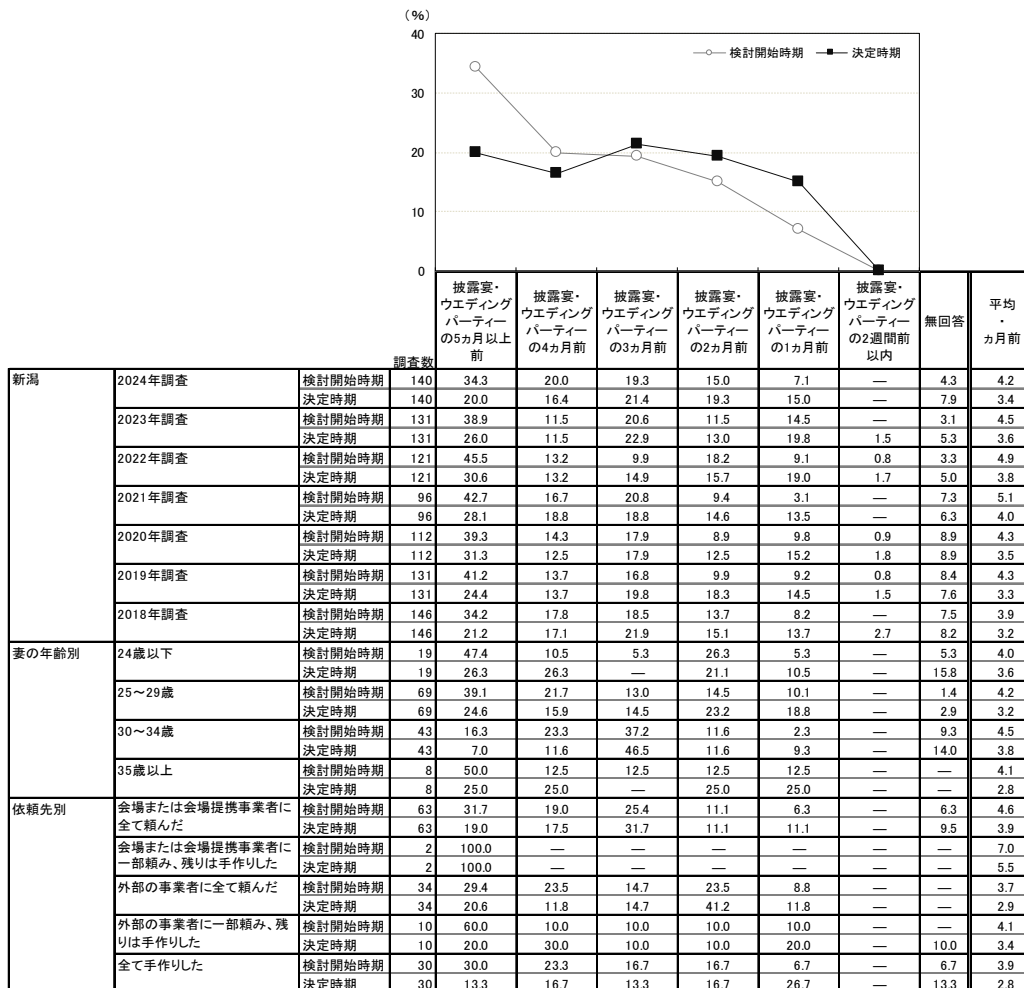 (%)
40
30
20
10
0
検討開始時期 決定時期
調査数 披露宴・ウエディングパーティーの5ヵ月以上前 披露宴・ウエディングパーティーの4ヵ月前 披露宴・ウエディングパーティーの3ヵ月前 披露宴・ウエディングパーティーの2ヵ月前 披露宴・ウエディングパーティーの1ヵ月前 披露宴・ウエディングパーティーの2週間前以内 無回答 平均・ヵ月前
新潟 2024年調査 検討開始時期 140 34.3 20.0 19.3 15.0 7.1 — 4.3 4.2
決定時期 140 20.0 16.4 21.4 19.3 15.0 — 7.9 3.4
2023年調査 検討開始時期 131 38.9 11.5 20.6 11.5 14.5 — 3.1 4.5
決定時期 131 26.0 11.5 22.9 13.0 19.8 1.5 5.3 3.6
2022年調査 検討開始時期 121 45.5 13.2 9.9 18.2 9.1 0.8 3.3 4.9
決定時期 121 30.6 13.2 14.9 15.7 19.0 1.7 5.0 3.8
2021年調査 検討開始時期 96 42.7 16.7 20.8 9.4 3.1 — 7.3 5.1
決定時期 96 28.1 18.8 18.8 14.6 13.5 — 6.3 4.0
2020年調査 検討開始時期 112 39.3 14.3 17.9 8.9 9.8 0.9 8.9 4.3
決定時期 112 31.3 12.5 17.9 12.5 15.2 1.8 8.9 3.5
2019年調査 検討開始時期 131 41.2 13.7 16.8 9.9 9.2 0.8 8.4 4.3
決定時期 131 24.4 13.7 19.8 18.3 14.5 1.5 7.6 3.3
2018年調査 検討開始時期 146 34.2 17.8 18.5 13.7 8.2 — 7.5 3.9
決定時期 146 21.2 17.1 21.9 15.1 13.7 2.7 8.2 3.2
妻の年齢別 24歳以下 検討開始時期 19 47.4 10.5 5.3 26.3 5.3 — 5.3 4.0
決定時期 19 26.3 26.3 — 21.1 10.5 — 15.8 3.6
25～29歳 検討開始時期 69 39.1 21.7 13.0 14.5 10.1 — 1.4 4.2
決定時期 69 24.6 15.9 14.5 23.2 18.8 — 2.9 3.2
30～34歳 検討開始時期 43 16.3 23.3 37.2 11.6 2.3 — 9.3 4.5
決定時期 43 7.0 11.6 46.5 11.6 9.3 — 14.0 3.8
35歳以上 検討開始時期 8 50.0 12.5 12.5 12.5 12.5 — — 4.1
決定時期 8 25.0 25.0 — 25.0 25.0 — — 2.8
依頼先別 会場または会場提携事業者に全て頼んだ 検討開始時期 63 31.7 19.0 25.4 11.1 6.3 — 6.3 4.6
決定時期 63 19.0 17.5 31.7 11.1 11.1 — 9.5 3.9
会場または会場提携事業者に一部頼み、残りは手作りした 検討開始時期 2 100.0 — — — — — — 7.0
決定時期 2 100.0 — — — — — — 5.5
外部の事業者に全て頼んだ 検討開始時期 34 29.4 23.5 14.7 23.5 8.8 — — 3.7
決定時期 34 20.6 11.8 14.7 41.2 11.8 — — 2.9
外部の事業者に一部頼み、残りは手作りした 検討開始時期 10 60.0 10.0 10.0 10.0 10.0 — — 4.1
決定時期 10 20.0 30.0 10.0 10.0 20.0 — 10.0 3.4
全て手作りした 検討開始時期 30 30.0 23.3 16.7 16.7 6.7 — 6.7 3.9
決定時期 30 13.3 16.7 13.3 16.7 26.7 — 13.3 2.8